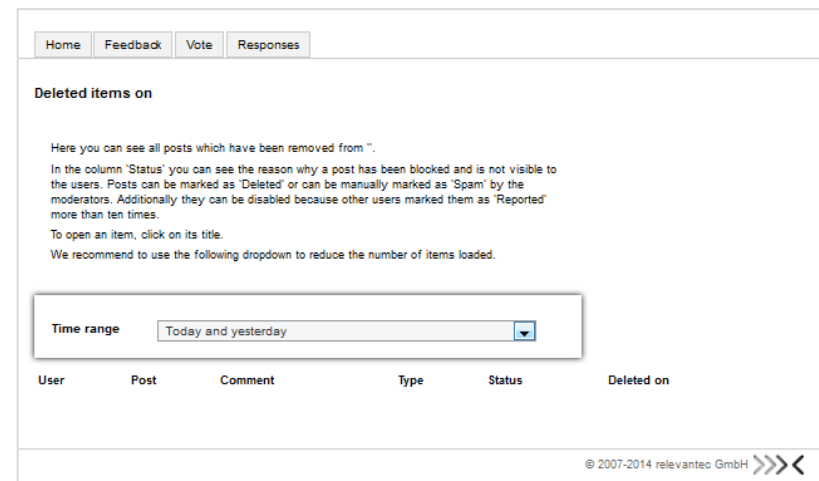 Home Feedback Vote Responses
Deleted items on
Here you can see all posts which have been removed from ".
In the column 'Status' you can see the reason why a post has been blocked and is not visible to
the users. Posts can be marked as 'Deleted' or can be manually marked as 'Spam' by the
moderators. Additionally they can be disabled because other users marked them as 'Reported'
more than ten times.
To open an item, click on its title.
We recommend to use the following dropdown to reduce the number of items loaded.
Time range Today and yesterday
User Post Comment Type Status Deleted on
© 2007-2014 relevantec GmbH